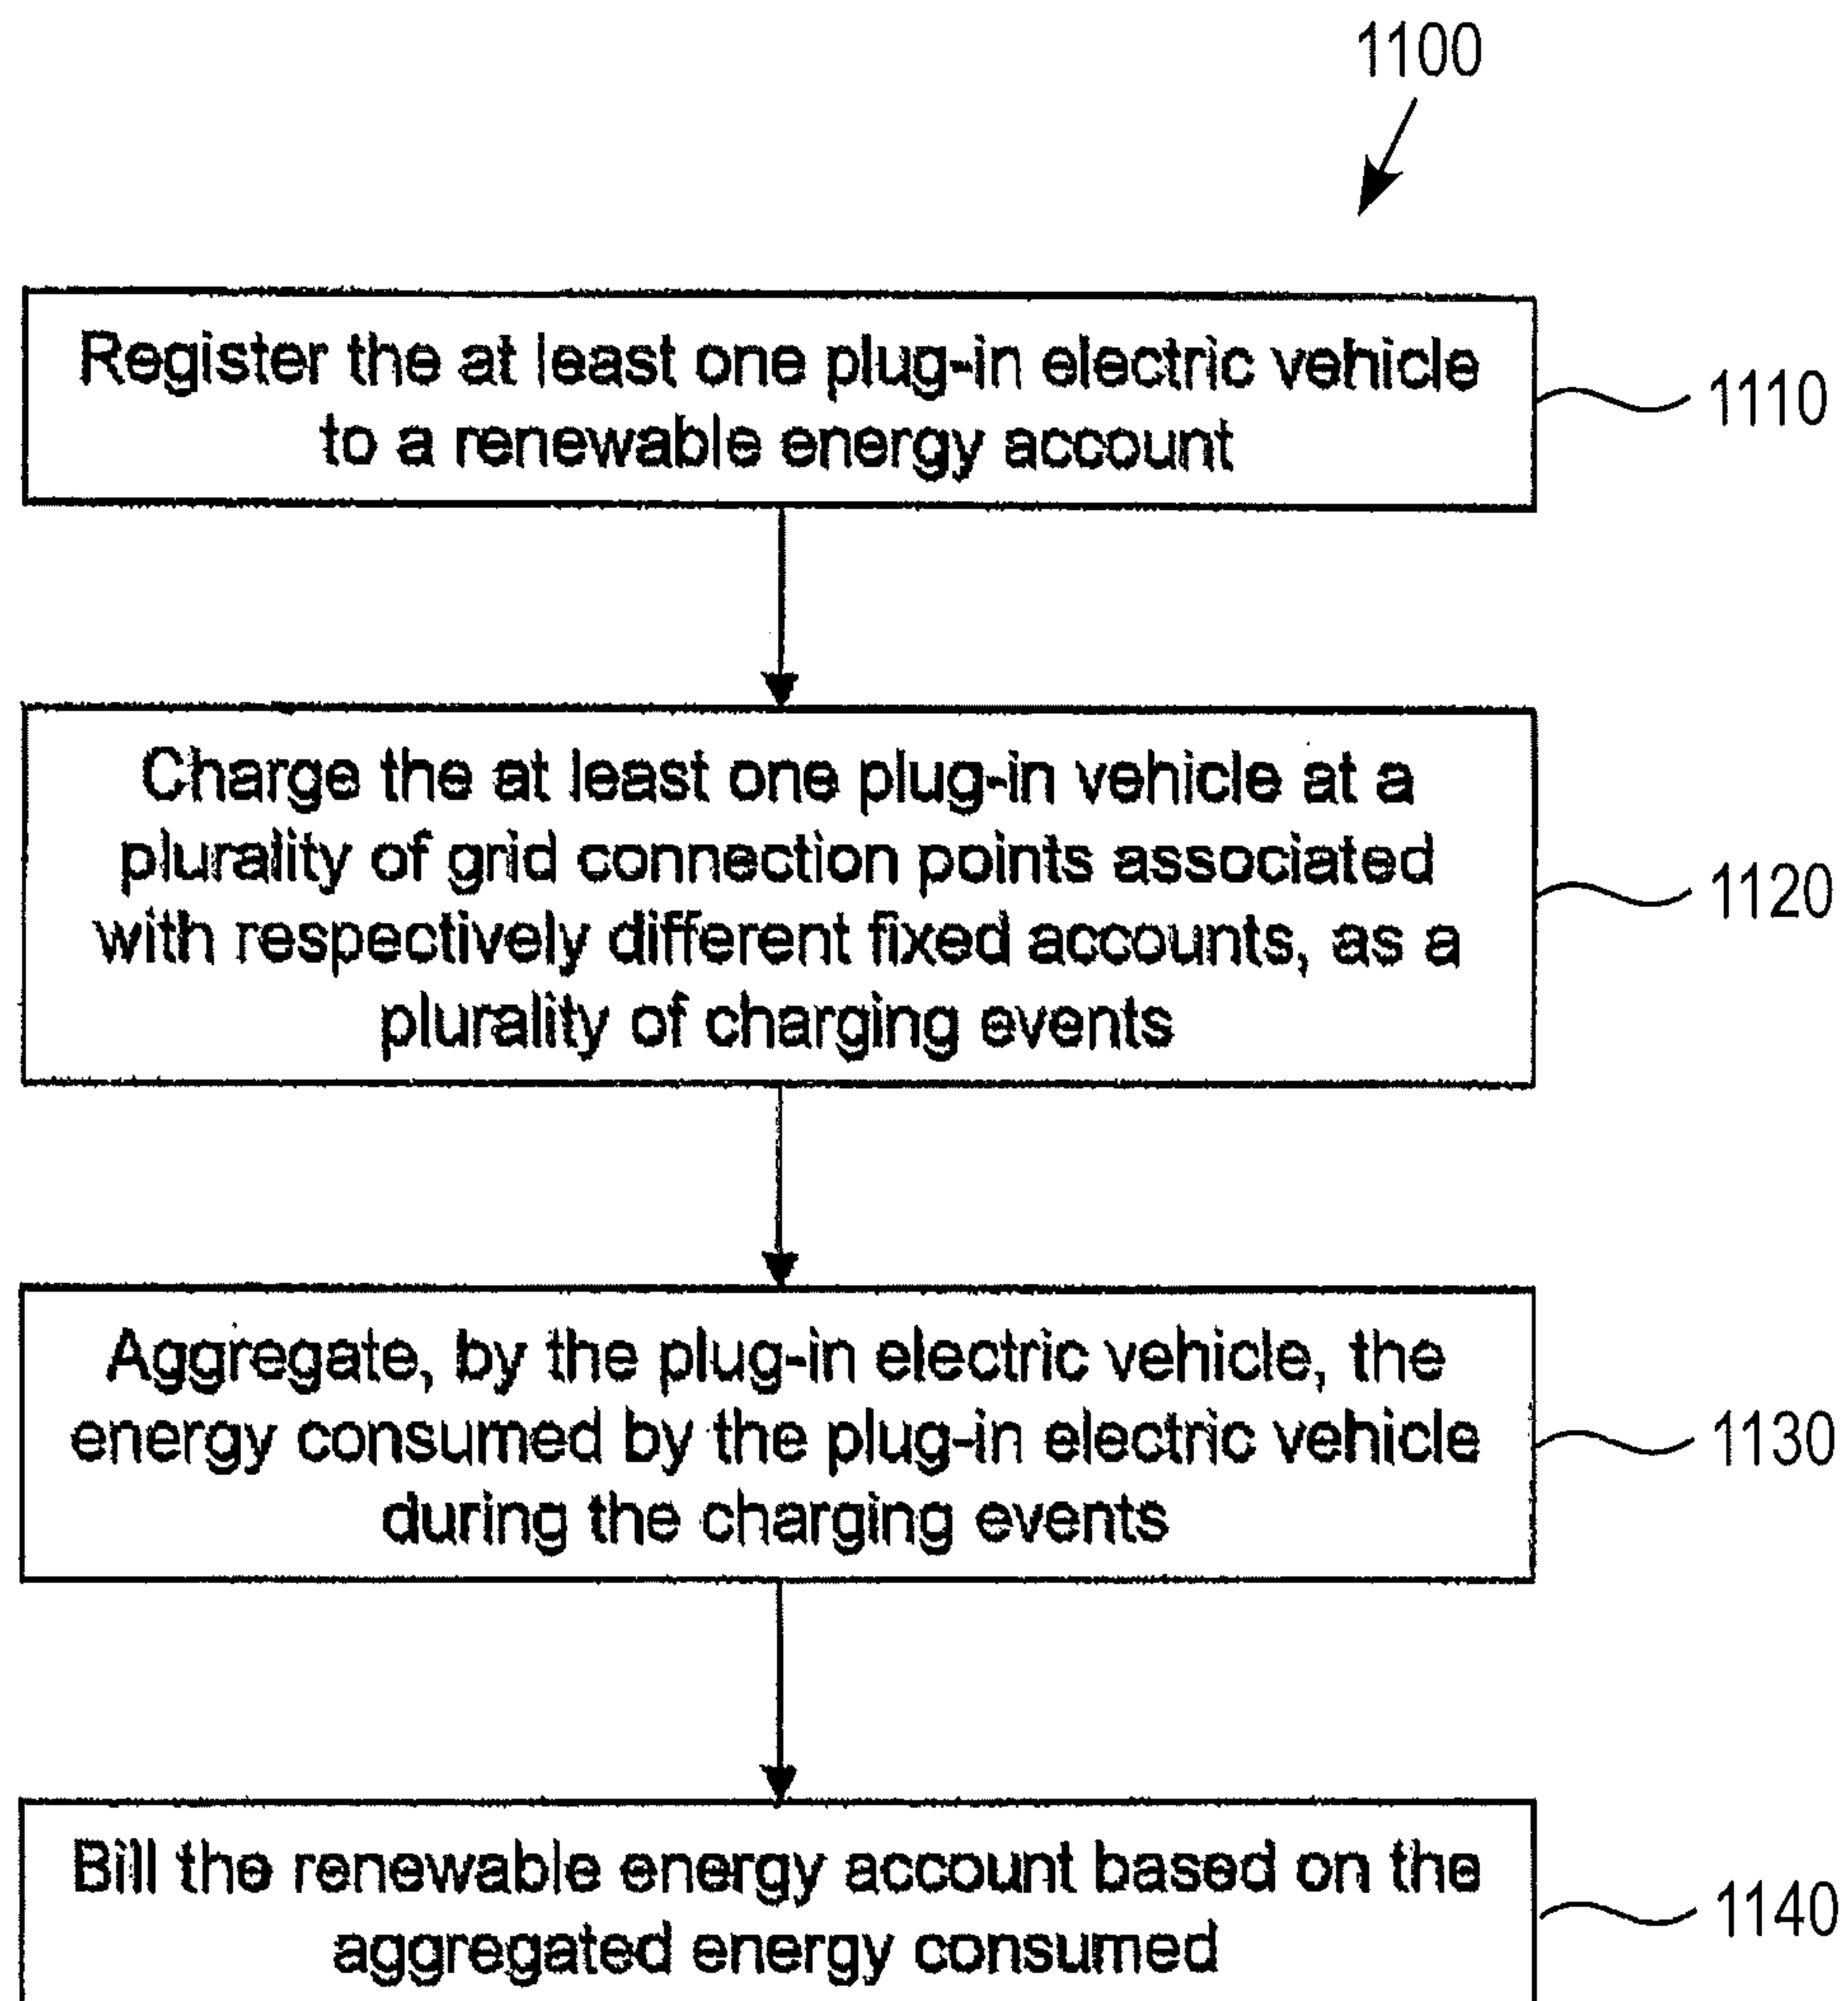 1100
Register the at least one plug-in electric vehicle
to a renewable energy account
1110
Charge the at least one plug-in vehicle at a
plurality of grid connection points associated
with respectively different fixed accounts, as a
plurality of charging events
1120
Aggregate, by the plug-in electric vehicle, the
energy consumed by the plug-in electric vehicle
during the charging events
1130
Bill the renewable energy account based on the
aggregated energy consumed
1140